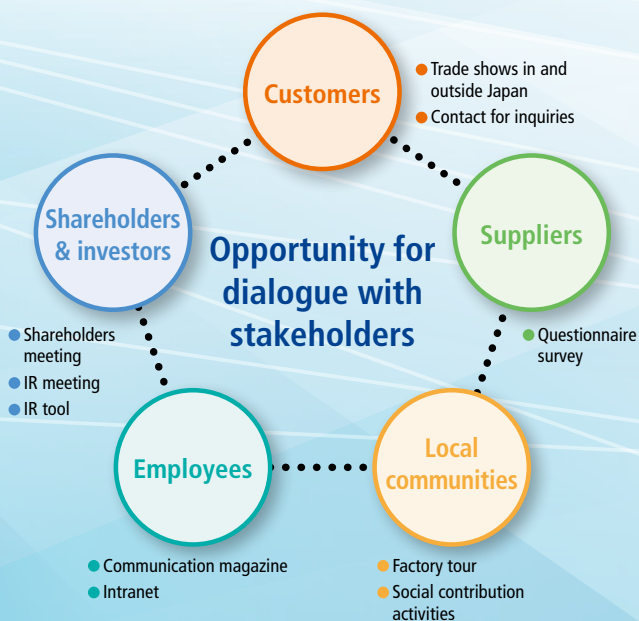 Customers
Trade shows in and
outside Japan
Contact for inquiries
Shareholders
& investors
Opportunity for
dialogue with
stakeholders
Suppliers
Shareholders
meeting
IR meeting
IR tool
Questionnaire
survey
Employees
Local
communities
Communication magazine
Intranet
Factory tour
Social contribution
activities